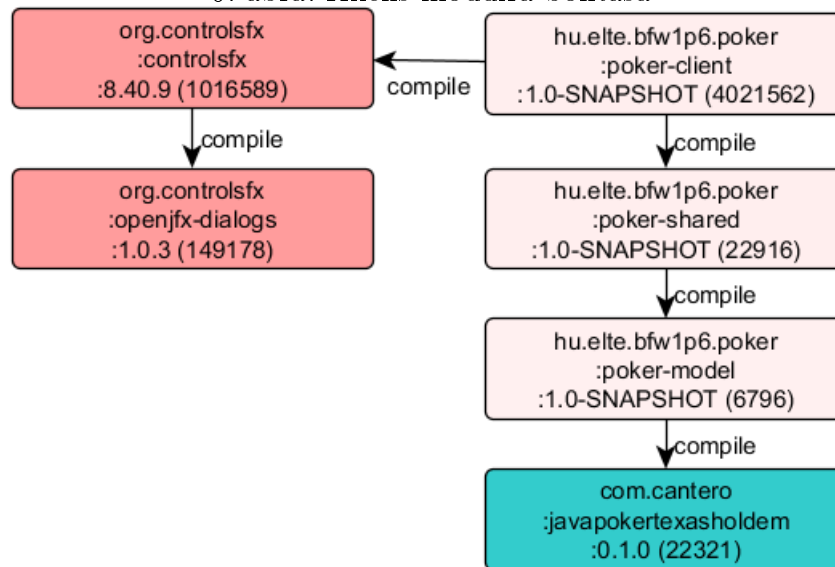 org.controlsfx
:controlsfx
:8.40.9 (1016589)
compile
hu.elte.bfw1p6.poker
:poker-client
:1.0-SNAPSHOT (4021562)
compile
compile
org.controlsfx
:openjfx-dialogs
:1.0.3 (149178)
hu.elte.bfw1p6.poker
:poker-shared
:1.0-SNAPSHOT (22916)
compile
hu.elte.bfw1p6.poker
:poker-model
:1.0-SNAPSHOT (6796)
compile
com.cantero
:javapokertexasholdem
:0.1.0 (22321)